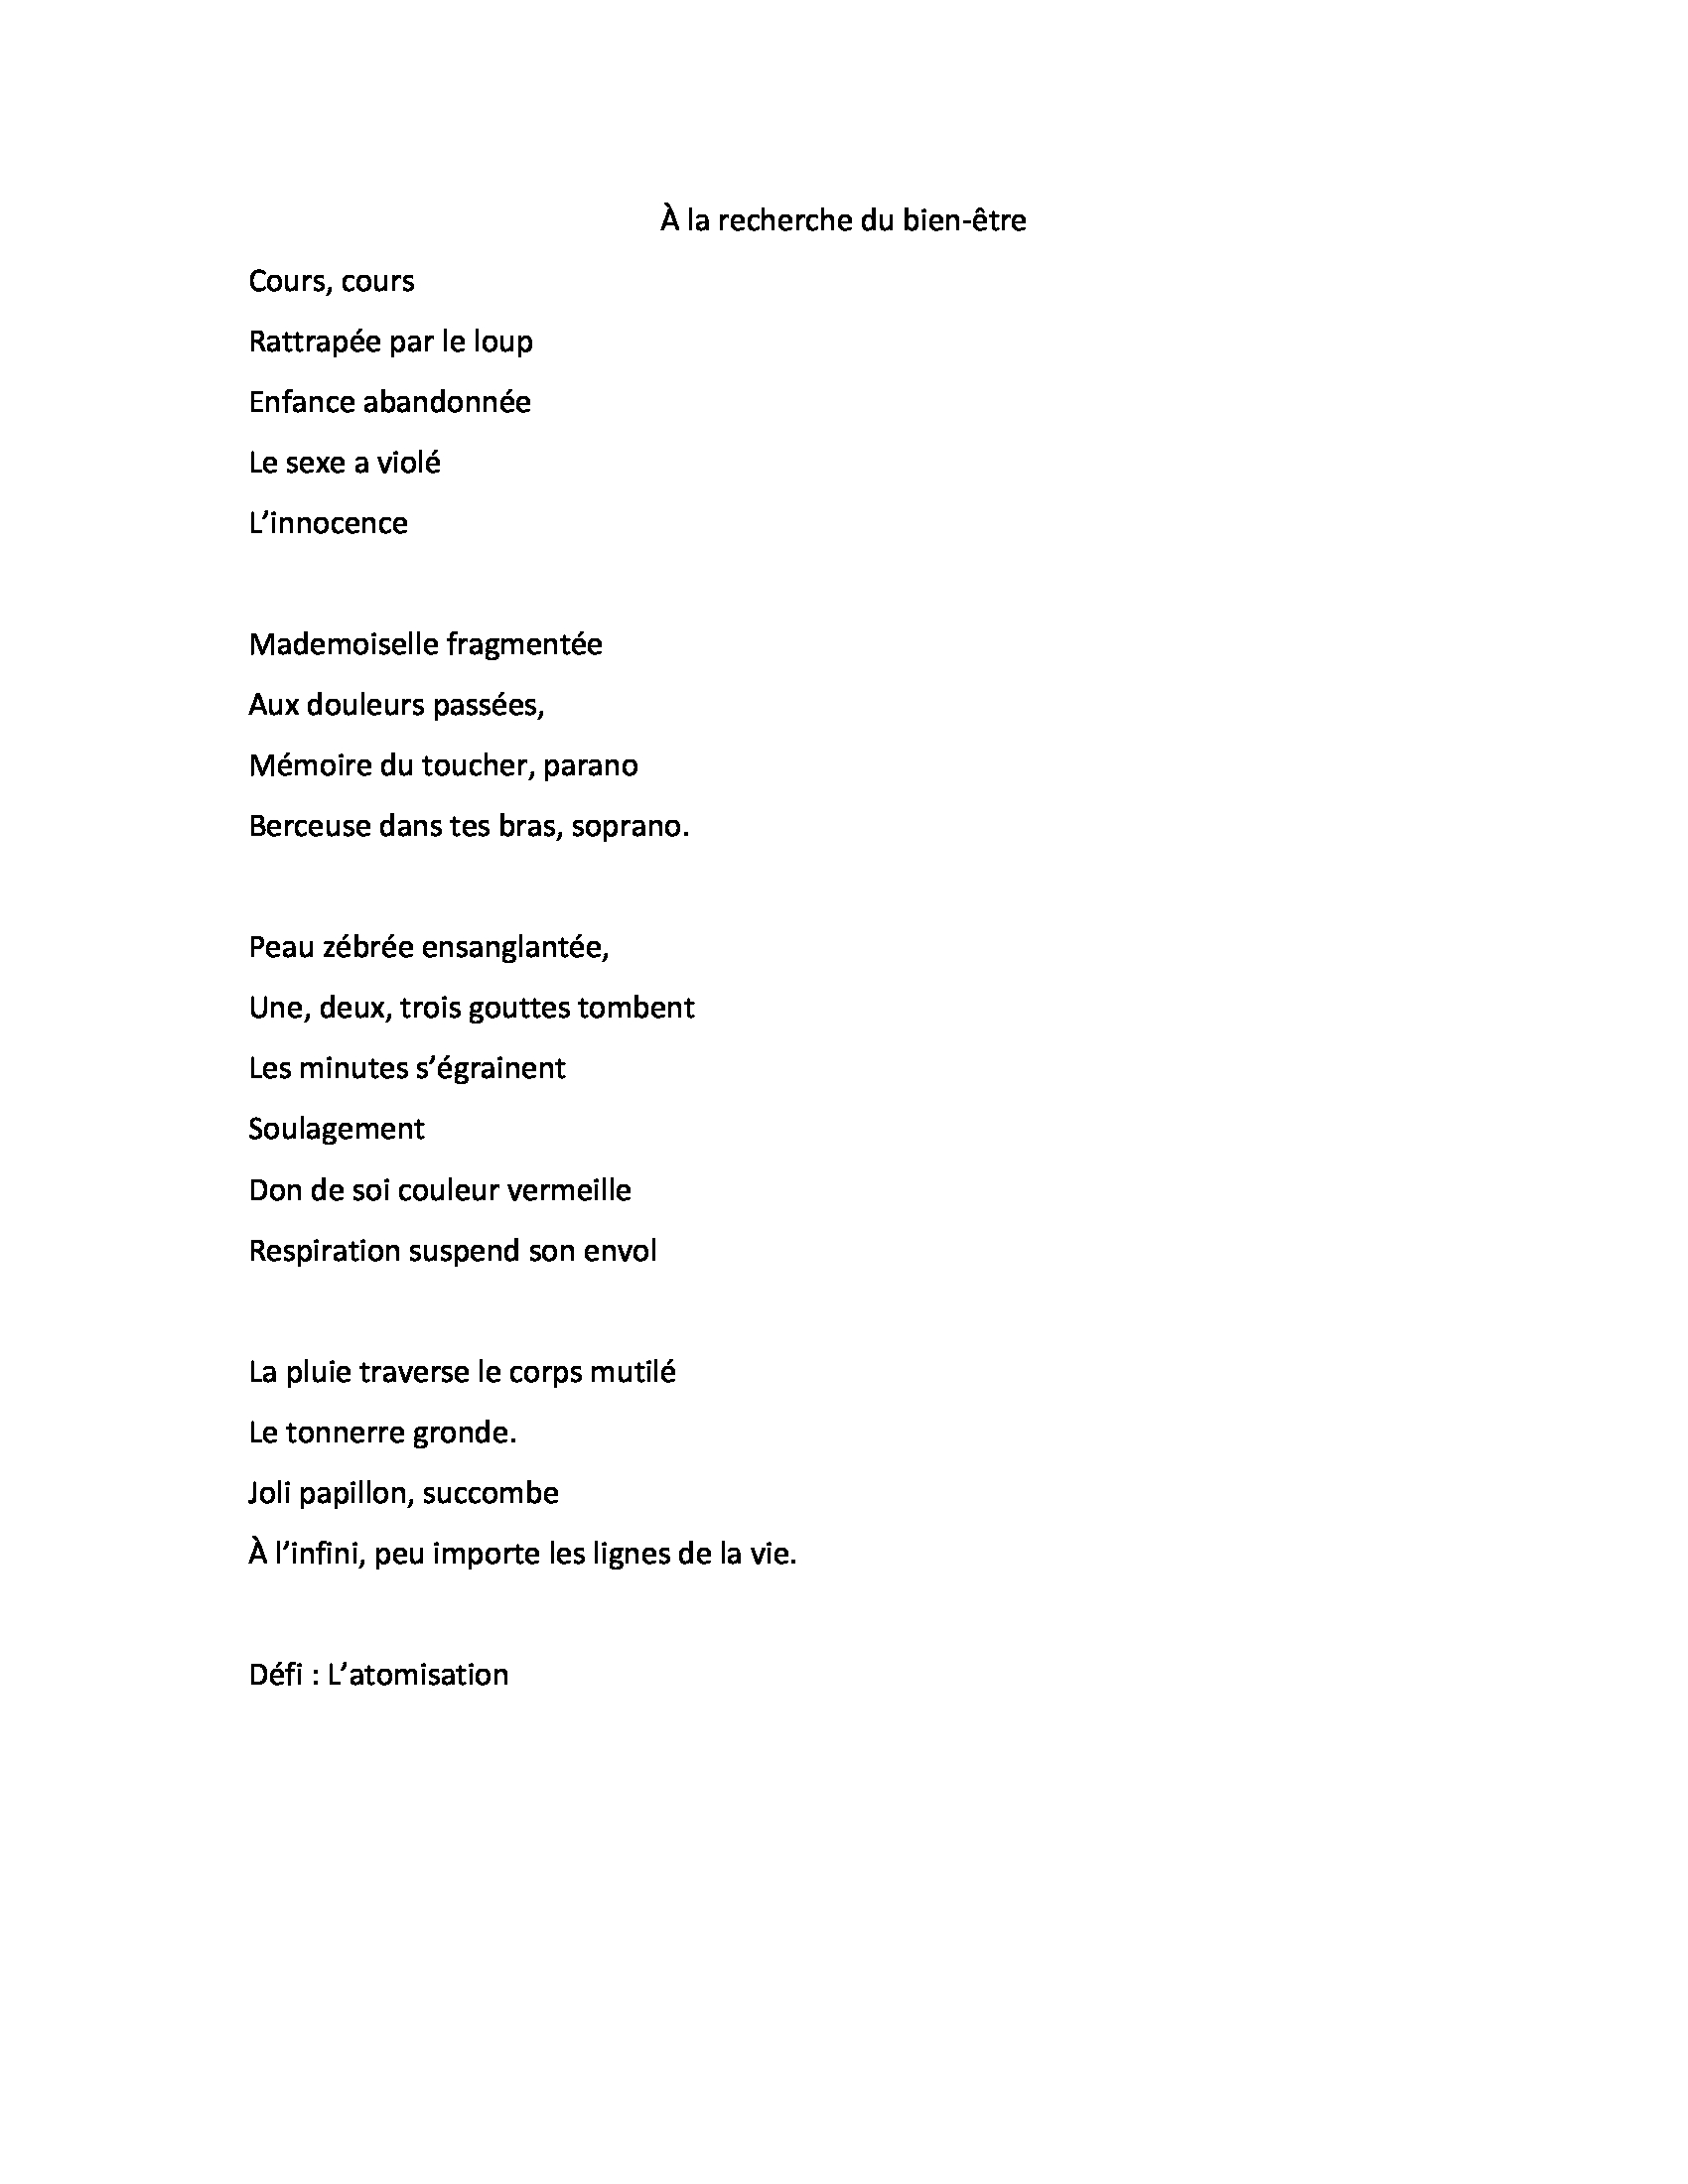 À la recherche du bien-être
Cours, cours
Rattrapée par le loup
Enfance abandonnée
Le sexe a violé
L’innocence
Mademoiselle fragmentée
Aux douleurs passées,
Mémoire du toucher, parano
Berceuse dans tes bras, soprano.
Peau zébrée ensanglantée,
Une, deux, trois gouttes tombent
Les minutes s’égrainent
Soulagement
Don de soi couleur vermeille
Respiration suspend son envol
La pluie traverse le corps mutilé
Le tonnerre gronde.
Joli papillon, succombe
À l’infini, peu importe les lignes de la vie.
Défi : L’atomisation